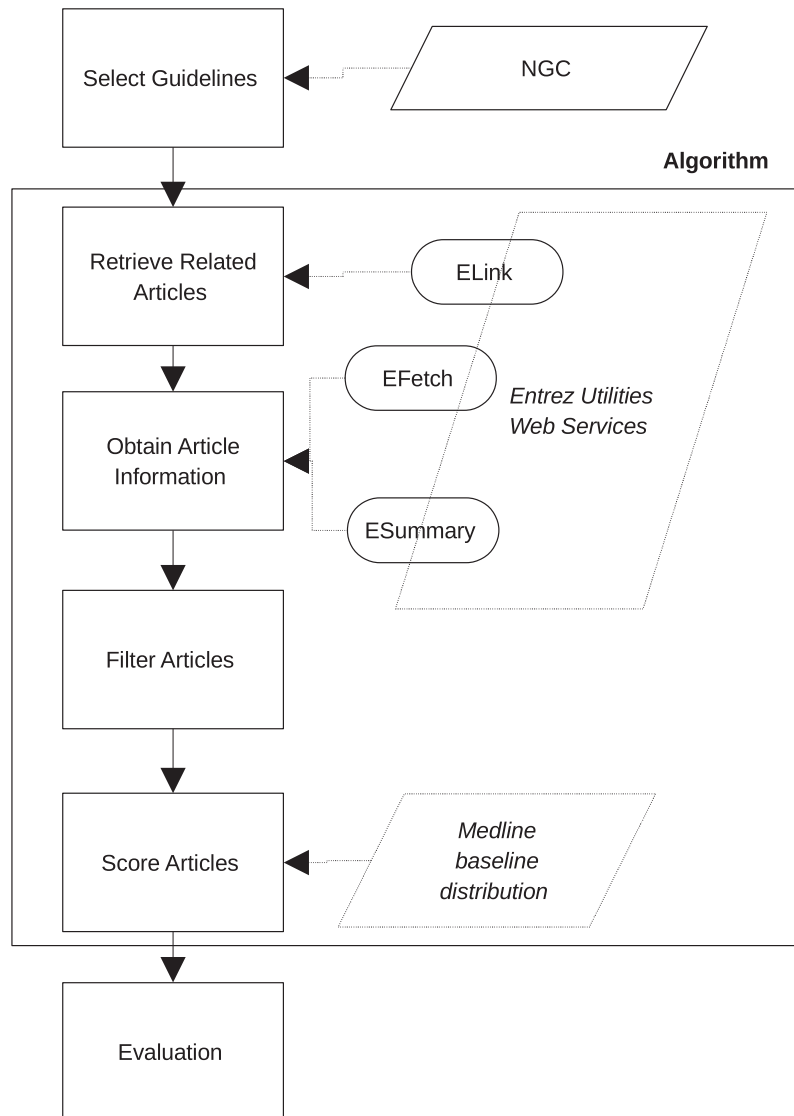 Select Guidelines
NGC
Algorithm
Retrieve Related
Articles
ELink
EFetch
Entrez Utilities
Web Services
Obtain Article
Information
ESummary
Filter Articles
Score Articles
Medline
baseline
distribution
Evaluation